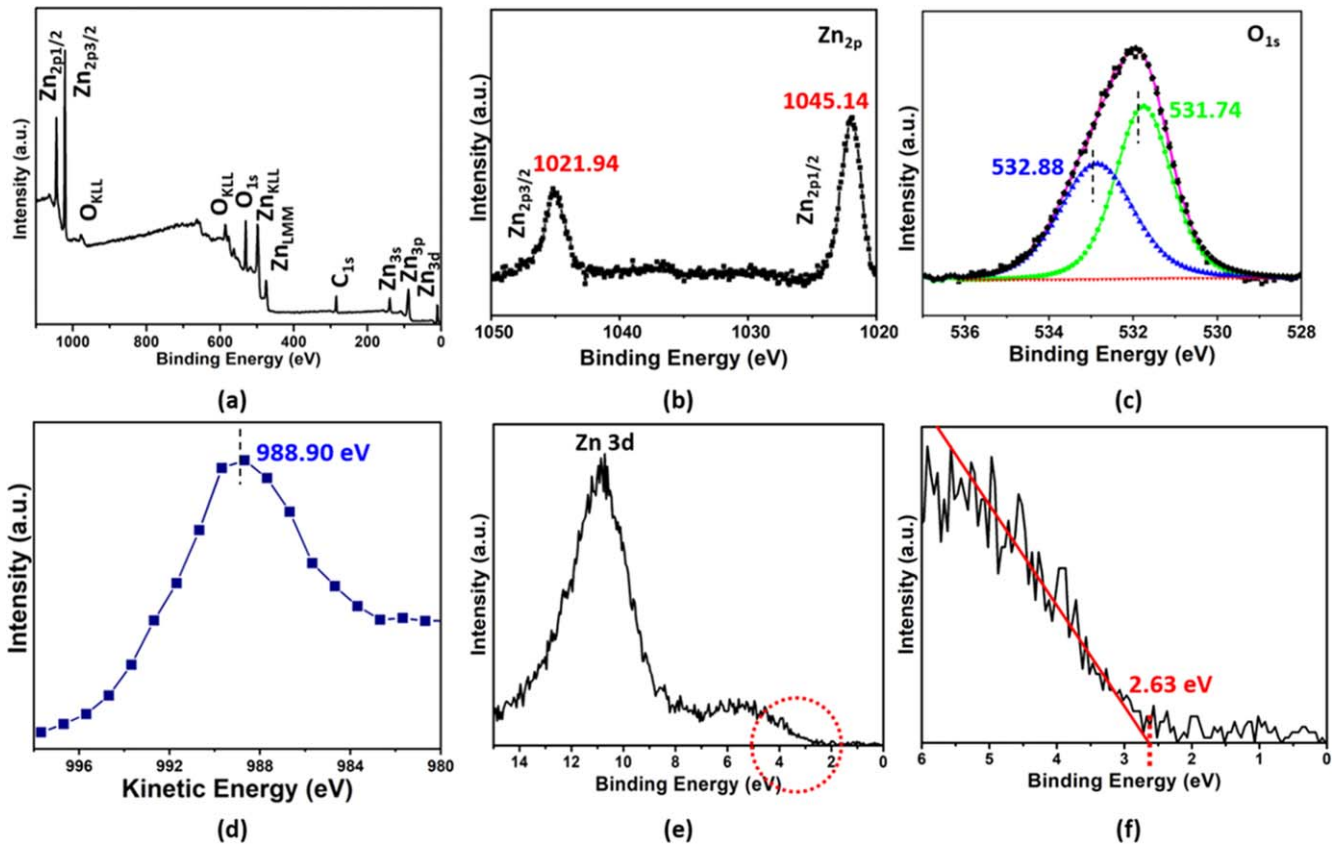 Zn2p1/2
Zn2p3/2
OKLL
OKLL
O1s
ZnKLL
ZnLMM
C1s
Zn3s
Zn3p
Zn3d
Intensity (a.u.)
1000 800 600 400 200 0
Binding Energy (eV)
(a)
Zn2p
1045.14
1021.94
Zn2p3/2
Zn2p1/2
Intensity (a.u.)
1050 1040 1030 1020
Binding Energy (eV)
(b)
O1s
531.74
532.88
Intensity (a.u.)
536 534 532 530 528
Binding Energy (eV)
(c)
988.90 eV
Intensity (a.u.)
996 992 988 984 980
Kinetic Energy (eV)
(d)
Zn 3d
Intensity (a.u.)
14 12 10 8 6 4 2 0
Binding Energy (eV)
(e)
2.63 eV
Intensity (a.u.)
6 5 4 3 2 1 0
Binding Energy (eV)
(f)